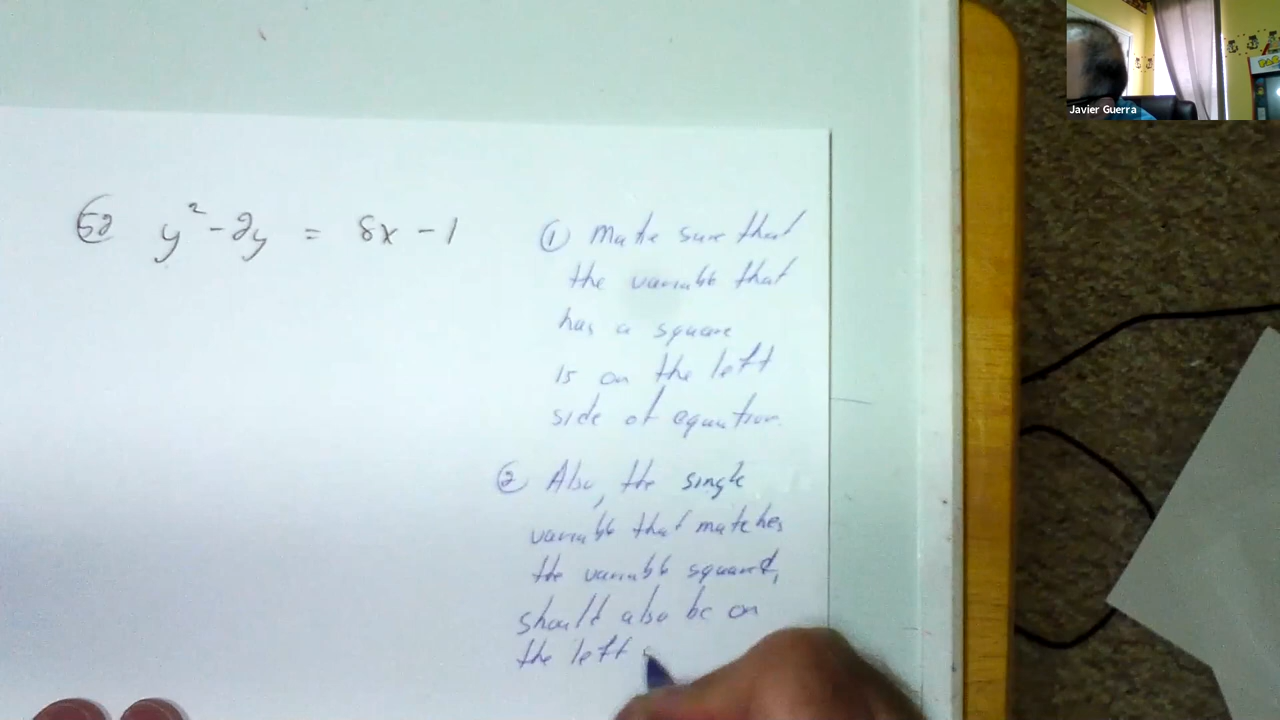 52 y² - 2y = 8x - 1
① Make sure that
the variable that
has a square
is on the left
side of equation.
② Also, the single
variable that matches
the variable squared,
should also be on
the left
Javier Guerra